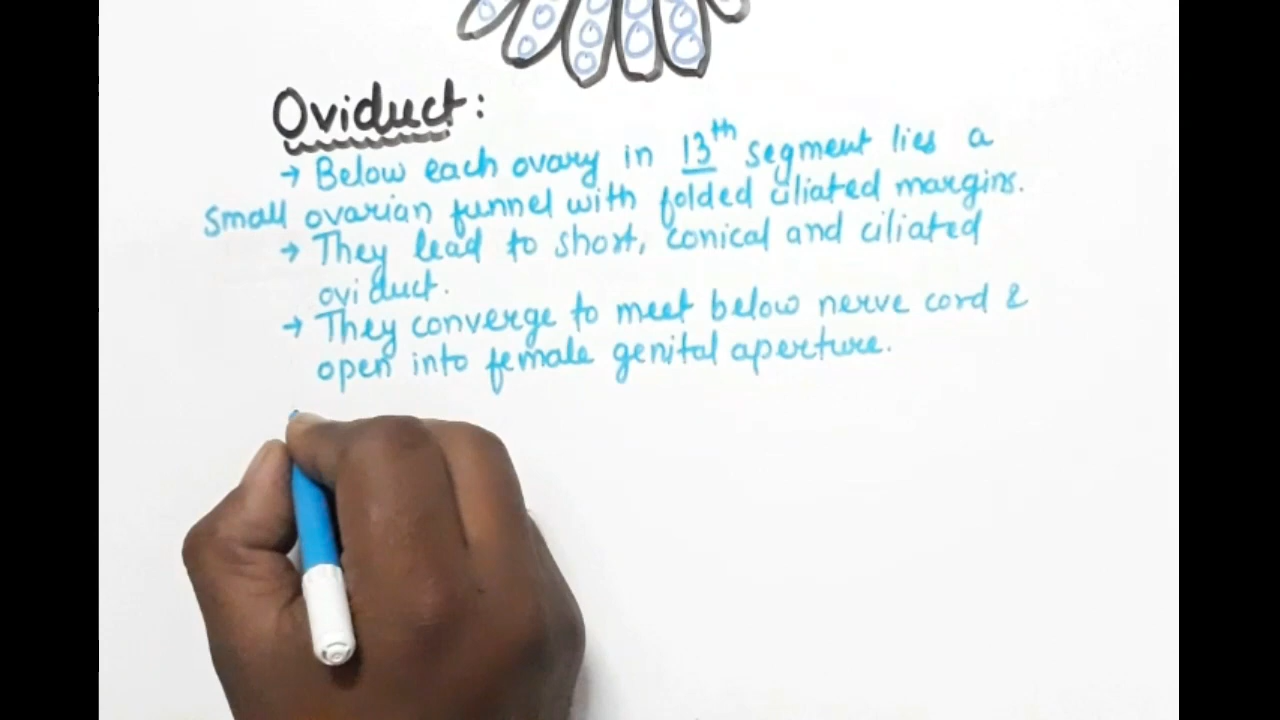 Oviduct:
→ Below each ovary in 13th segment lies a
small ovarian funnel with folded ciliated margins.
→ They lead to short, conical and ciliated
oviduct.
→ They converge to meet below nerve cord &
open into female genital aperture.